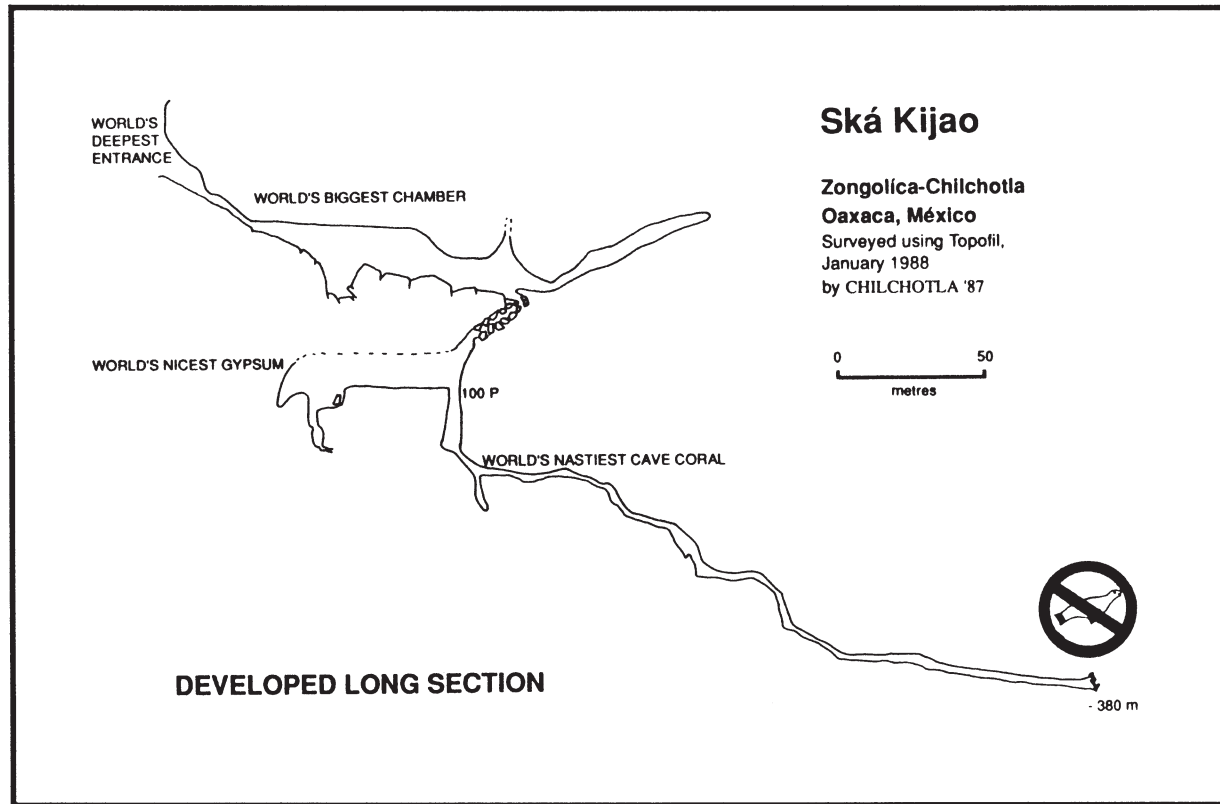 Ská Kijao
Zongolíca-Chilchotla
Oaxaca, México
Surveyed using Topofil,
January 1988
by CHILCHOTLA '87
0 50
metres
WORLD'S
DEEPEST
ENTRANCE
WORLD'S BIGGEST CHAMBER
WORLD'S NICEST GYPSUM
100 P
WORLD'S NASTIEST CAVE CORAL
DEVELOPED LONG SECTION
- 380 m